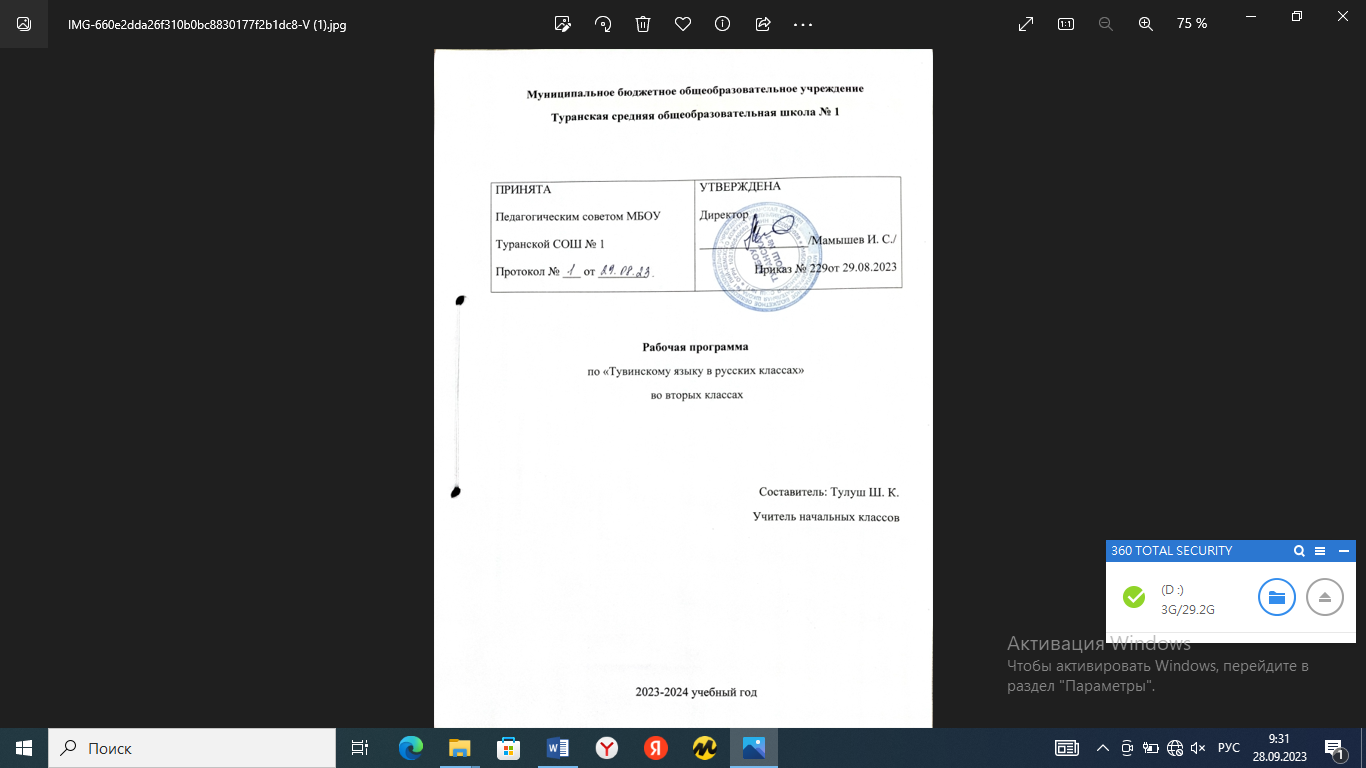 IMG-660e2dda26f310b0bc8830177f2b1dc8-V (1).jpg
75 %
Муниципальное бюджетное общеобразовательное учреждение
Туранская средняя общеобразовательная школа № 1
ПРИНЯТА
Педагогическим советом МБОУ
Туранской СОШ № 1
Протокол № 1 от 29.08.23.
УТВЕРЖДЕНА
Директор
/Мамышев И. С./
Приказ № 229от 29.08.2023
Рабочая программа
по «Тувинскому языку в русских классах»
во вторых классах
Составитель: Тулуш Ш. К.
Учитель начальных классов
2023-2024 учебный год
360 TOTAL SECURITY
(D :)
3G/29.2G
Активация Windows
Чтобы активировать Windows, перейдите в
раздел "Параметры".
Поиск
РУС
9:31
28.09.2023
1